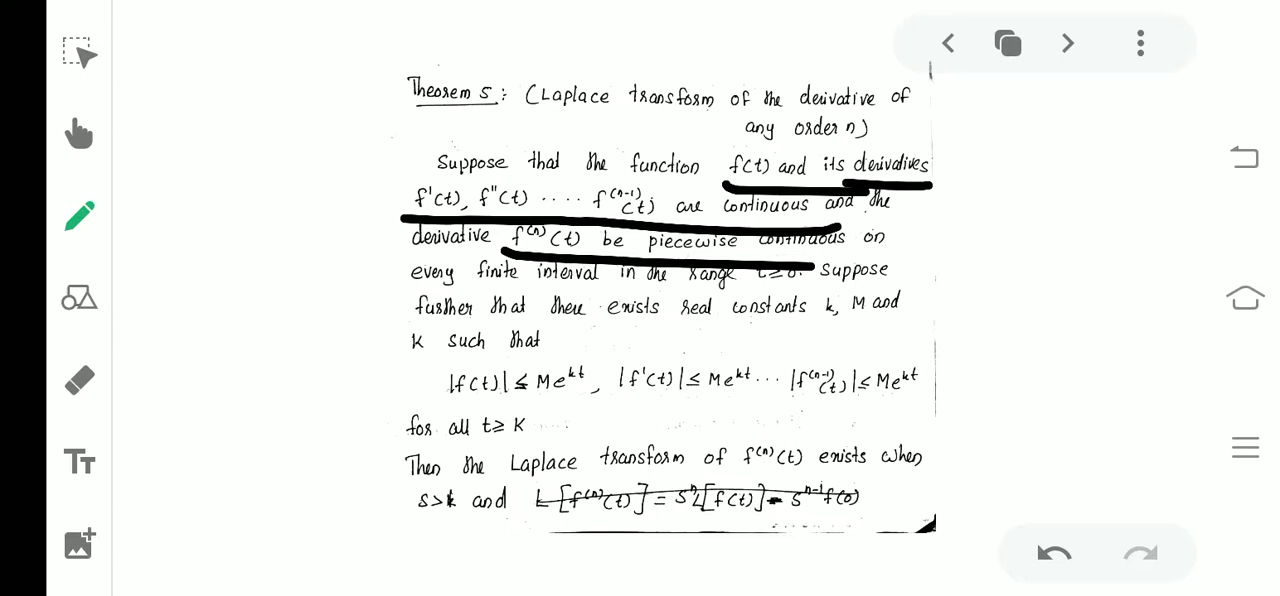 Theorem 5: (Laplace transform of the derivative of
any order n)
Suppose that the function f(t) and its derivatives
f'(t), f''(t) .... f^(n-1)(t) are continuous and the
derivative f^(n)(t) be piecewise continuous on
every finite interval in the range t≥0. Suppose
further that there exists real constants k, M and
K such that
|f(t)| ≤ Me^kt, |f'(t)| ≤ Me^kt ... |f^(n-1)(t)| ≤ Me^kt
for all t ≥ K
Then the Laplace transform of f^(n)(t) exists when
s>k and L[f^(n)(t)] = s^n L[f(t)] - s^n-1 f(0)
TT